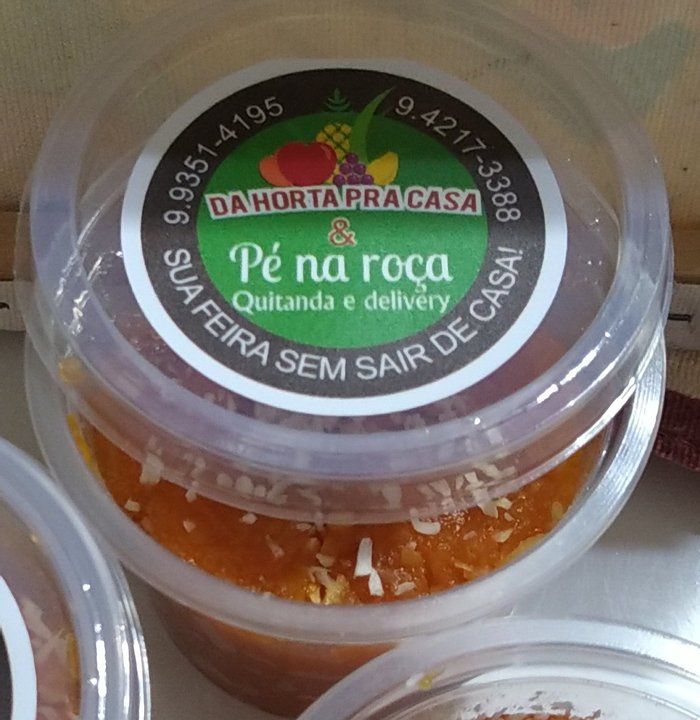 9.9351-4195
9.4217-3388
DA HORTA PRA CASA
&
Pé na roça
Quitanda e delivery
SUA FEIRA SEM SAIR DE CASA!